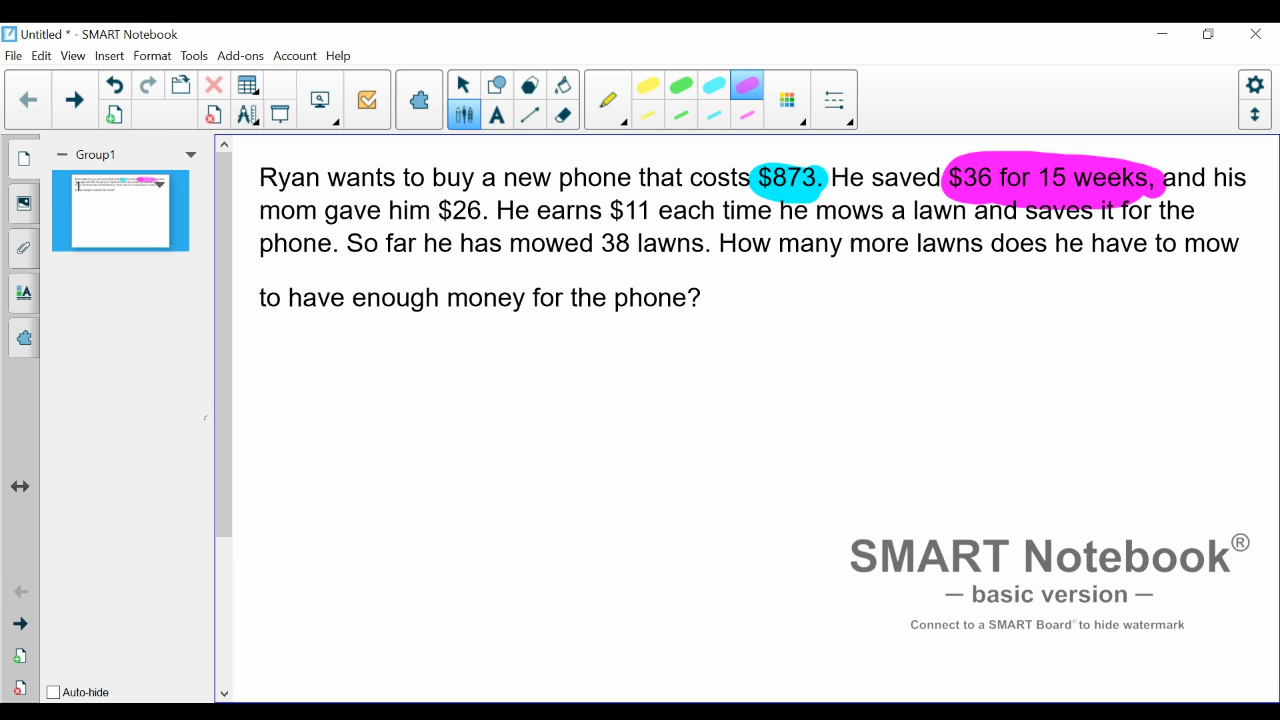 Untitled * - SMART Notebook
File Edit View Insert Format Tools Add-ons Account Help
Group1
Ryan wants to buy a new phone that costs $873. He saved $36 for 15 weeks, and his
mom gave him $26. He earns $11 each time he mows a lawn and saves it for the
phone. So far he has mowed 38 lawns. How many more lawns does he have to mow
to have enough money for the phone?
SMART Notebook®
— basic version —
Connect to a SMART Board® to hide watermark
Auto-hide